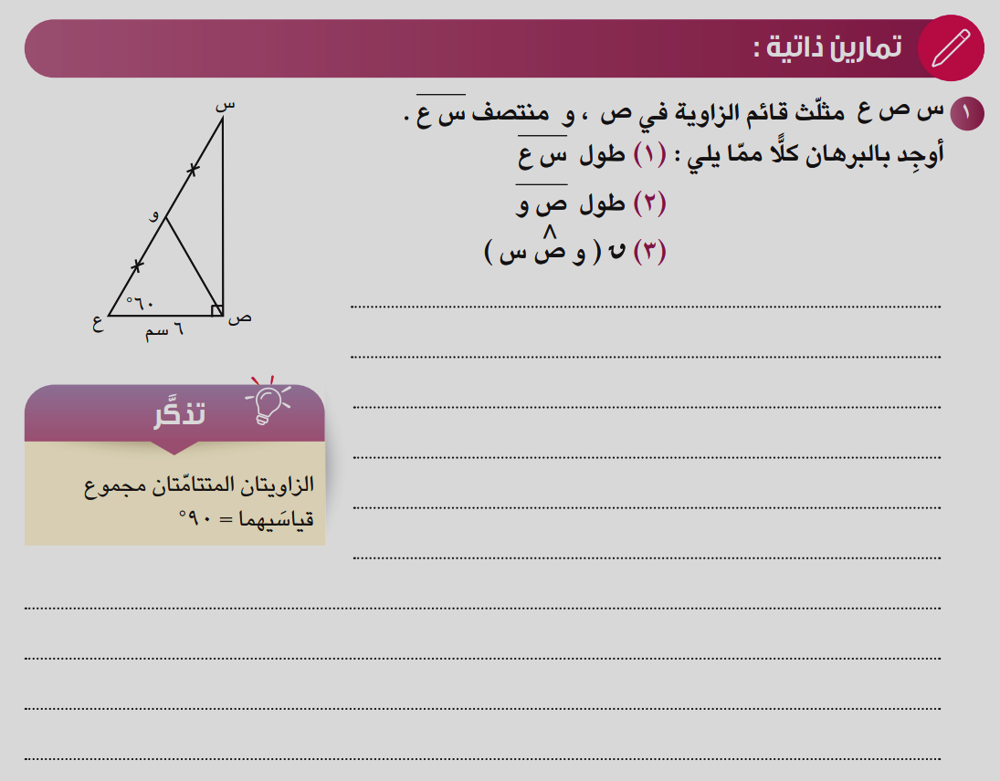 تمارين ذاتية :
١ س ص ع مثلّث قائم الزاوية في ص ، و منتصف س ع .
أوجِد بالبرهان كلًّا ممّا يلي : (١) طول س ع
(٢) طول ص و
(٣) ن ( و ص س )
س
و
٦٠°
ع
ص
٦ سم
تذكَّر
الزاويتان المتتامّتان مجموع
قياسَيهما = ٩٠°